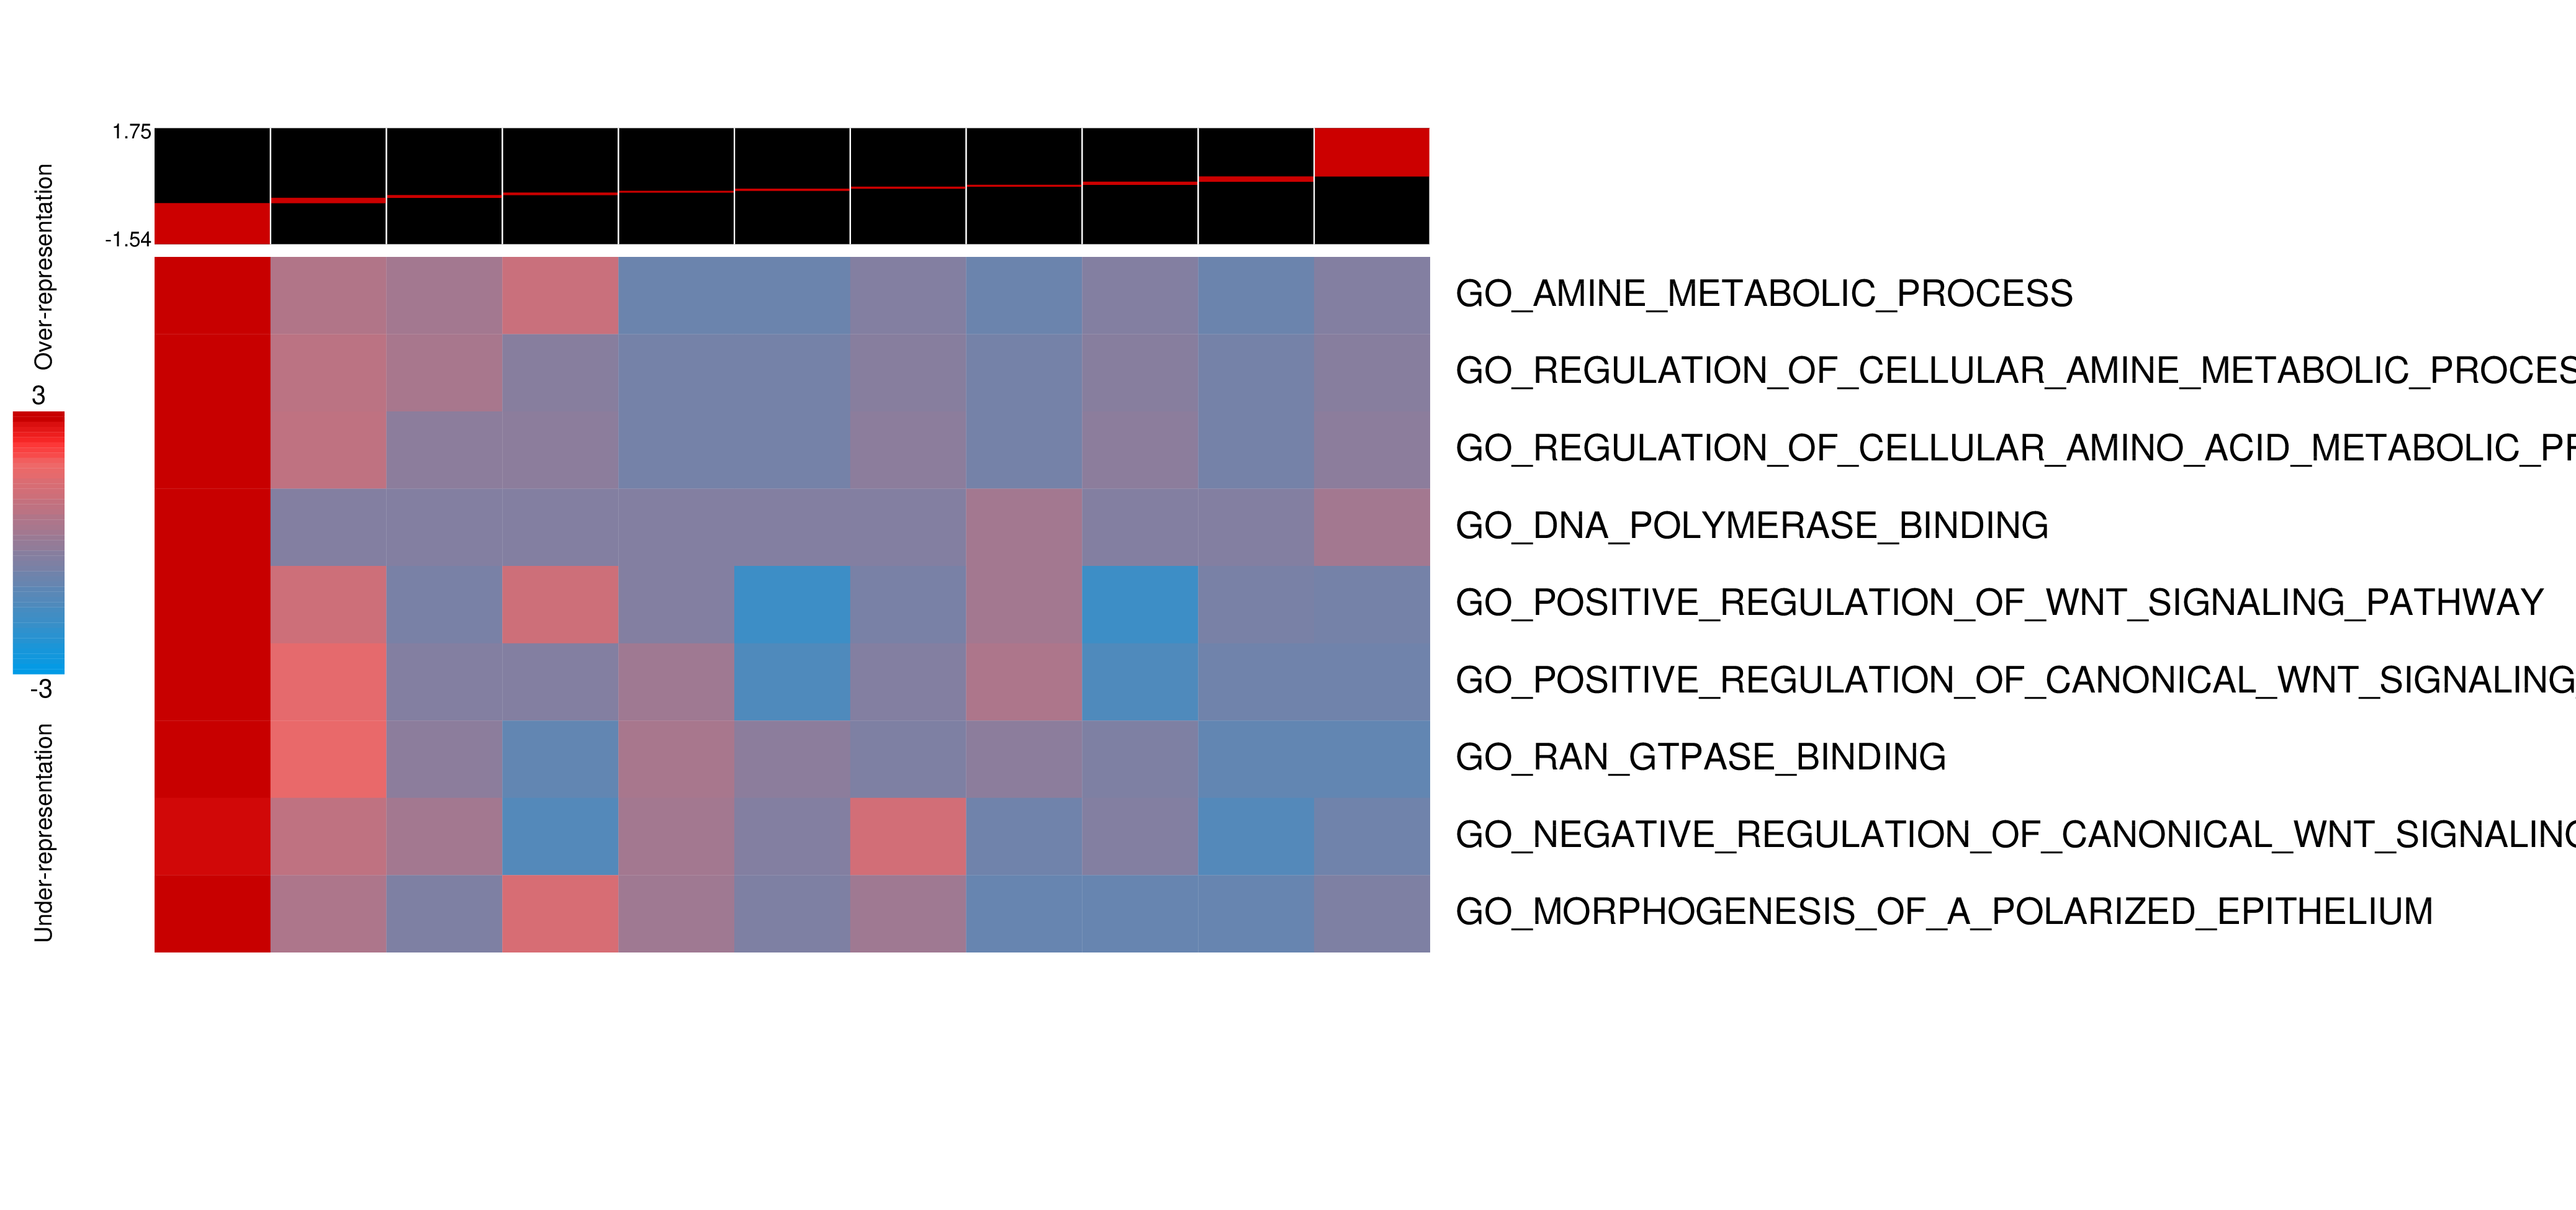 1.75
-1.54
Over-representation
3
-3
Under-representation
GO_AMINE_METABOLIC_PROCESS
GO_REGULATION_OF_CELLULAR_AMINE_METABOLIC_PROCES
GO_REGULATION_OF_CELLULAR_AMINO_ACID_METABOLIC_PR
GO_DNA_POLYMERASE_BINDING
GO_POSITIVE_REGULATION_OF_WNT_SIGNALING_PATHWAY
GO_POSITIVE_REGULATION_OF_CANONICAL_WNT_SIGNALING
GO_RAN_GTPASE_BINDING
GO_NEGATIVE_REGULATION_OF_CANONICAL_WNT_SIGNALING
GO_MORPHOGENESIS_OF_A_POLARIZED_EPITHELIUM